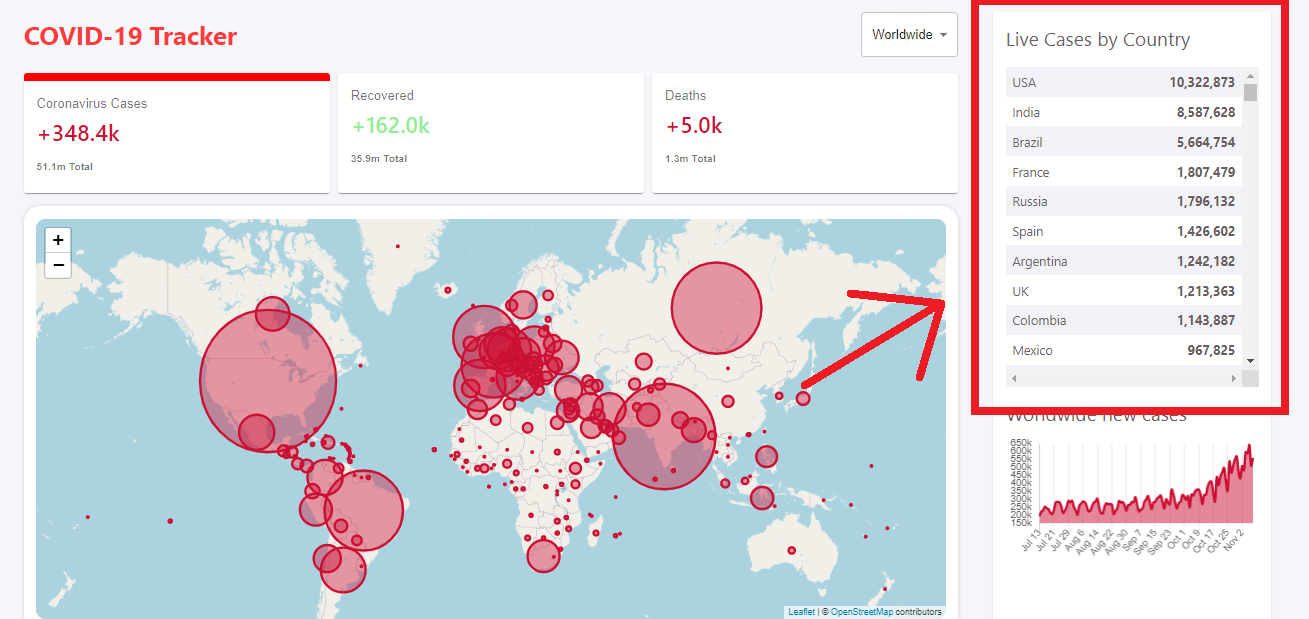 COVID-19 Tracker
Worldwide
Coronavirus Cases
+348.4k
51.1m Total
Recovered
+162.0k
35.9m Total
Deaths
+5.0k
1.3m Total
+
−
Leaflet | © OpenStreetMap contributors
Live Cases by Country
USA 10,322,873
India 8,587,628
Brazil 5,664,754
France 1,807,479
Russia 1,796,132
Spain 1,426,602
Argentina 1,242,182
UK 1,213,363
Colombia 1,143,887
Mexico 967,825
Worldwide new cases
650k
600k
550k
500k
450k
400k
350k
300k
250k
200k
150k
Jul 13 Jul 21 Jul 29 Aug 6 Aug 14 Aug 22 Aug 30 Sep 7 Sep 15 Sep 23 Oct 1 Oct 9 Oct 17 Oct 25 Nov 2